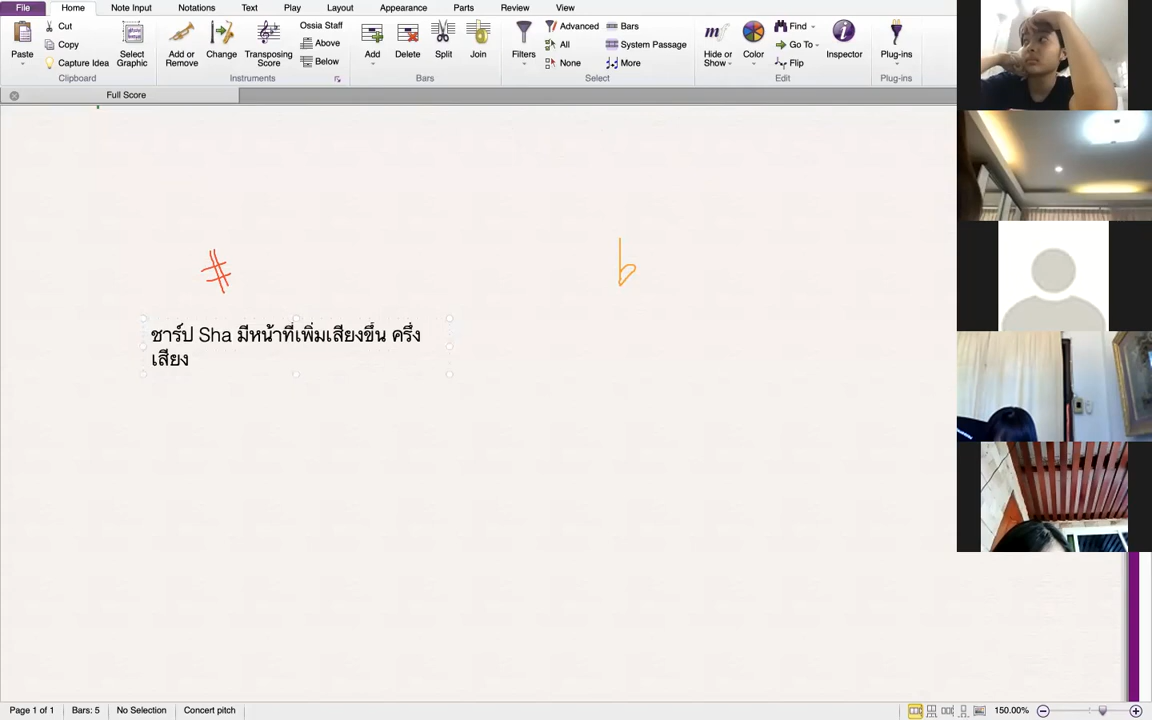 File Home Note Input Notations Text Play Layout Appearance Parts Review View
Paste
Cut
Copy
Capture Idea
Select Graphic
Clipboard
Add or Remove
Change
Transposing Score
Ossia Staff
Above
Below
Instruments
Add
Delete
Split
Join
Bars
Filters
Advanced
All
None
Bars
System Passage
More
Select
Hide or Show
Color
Find
Go To
Flip
Inspector
Edit
Plug-ins
Plug-ins
Full Score
♯
♭
ชาร์ป Sha มีหน้าที่เพิ่มเสียงขึ้น ครึ่ง
เสียง
Page 1 of 1 Bars: 5 No Selection Concert pitch 150.00%